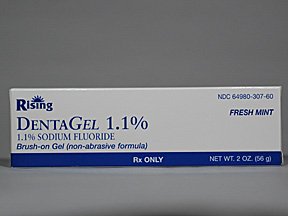 NDC 64980-307-60
Rising
DENTAGEL 1.1%
FRESH MINT
1.1% SODIUM FLUORIDE
Brush-on Gel (non-abrasive formula)
Rx ONLY
NET WT. 2 OZ. (56 g)